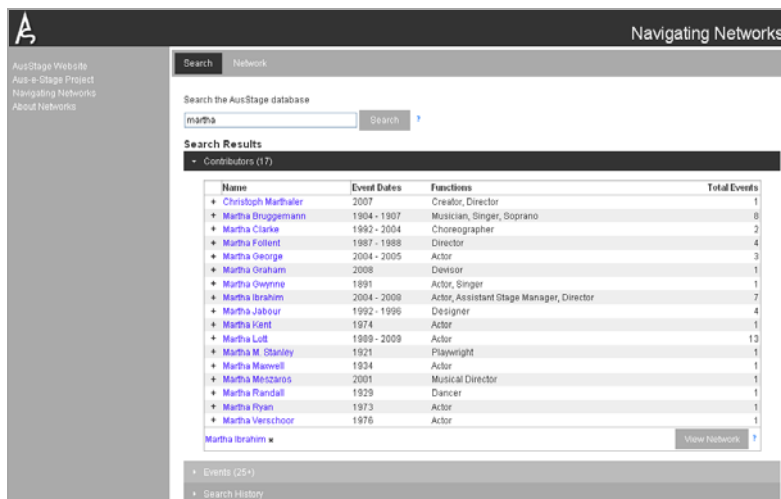 Navigating Networks
AusStage Website
Aus-e-Stage Project
Navigating Networks
About Networks
Search Network
Search the AusStage database
martha Search ?
Search Results
Contributors (17)
Name Event Dates Functions Total Events
+ Christoph Marthaler 2007 Creator, Director 1
+ Martha Bruggemann 1904 - 1907 Musician, Singer, Soprano 8
+ Martha Clarke 1992 - 2004 Choreographer 2
+ Martha Follent 1987 - 1988 Director 4
+ Martha George 2004 - 2005 Actor 3
+ Martha Graham 2008 Devisor 1
+ Martha Gwynne 1891 Actor, Singer 1
+ Martha Ibrahim 2004 - 2008 Actor, Assistant Stage Manager, Director 7
+ Martha Jabour 1992 - 1996 Designer 4
+ Martha Kent 1974 Actor 1
+ Martha Lott 1989 - 2009 Actor 13
+ Martha M. Stanley 1921 Playwright 1
+ Martha Maxwell 1934 Actor 1
+ Martha Meszaros 2001 Musical Director 1
+ Martha Randall 1929 Dancer 1
+ Martha Ryan 1973 Actor 1
+ Martha Verschoor 1976 Actor 1
Martha Ibrahim x View Network ?
Events (25+)
Search History